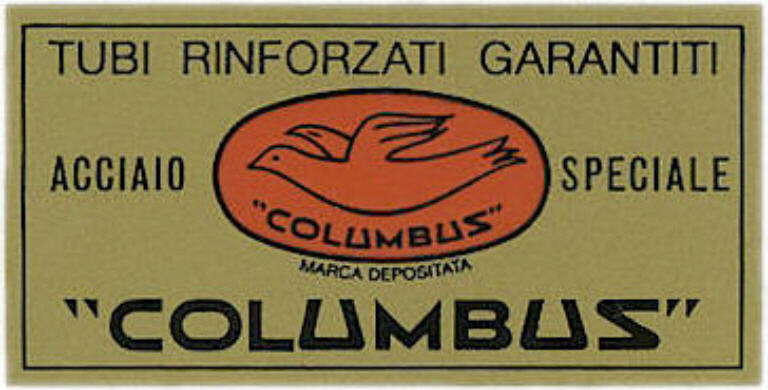 TUBI RINFORZATI GARANTITI
ACCIAIO SPECIALE
"COLUMBUS"
MARCA DEPOSITATA
"COLUMBUS"